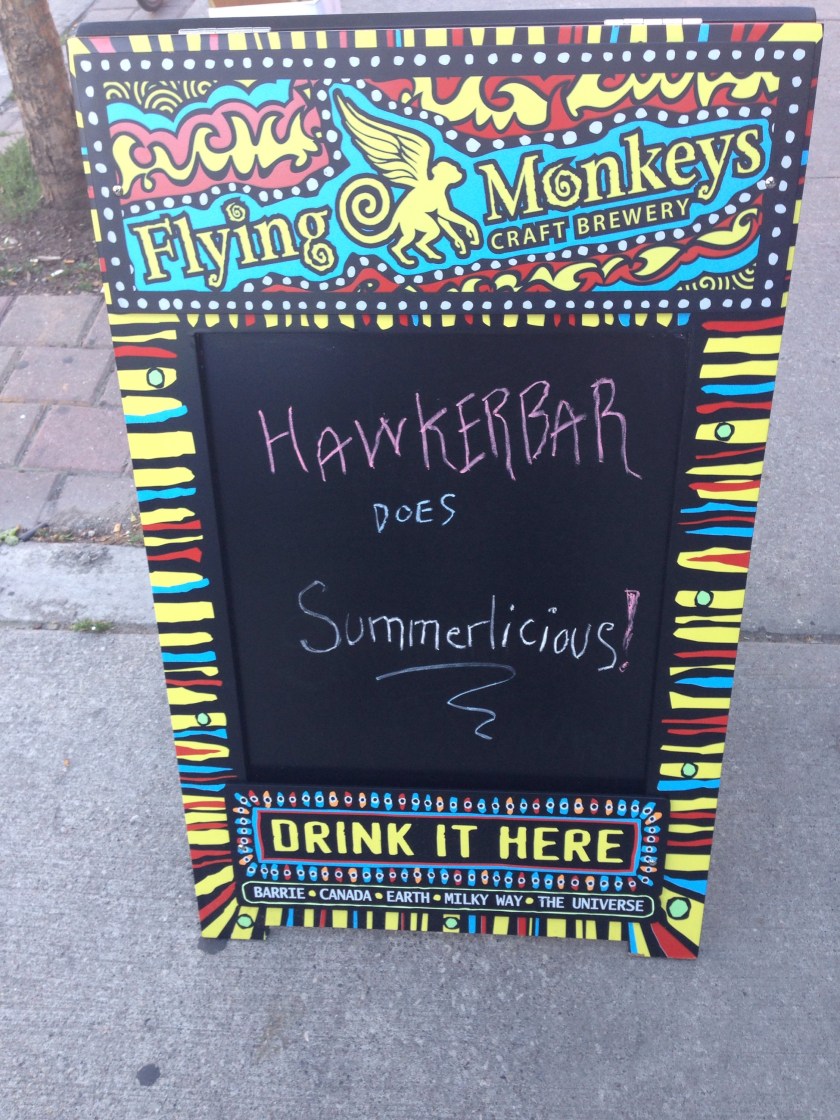 Flying Monkeys
CRAFT BREWERY
HAWKERBAR
DOES
Summerlicious!
DRINK IT HERE
BARRIE • CANADA • EARTH • MILKY WAY • THE UNIVERSE